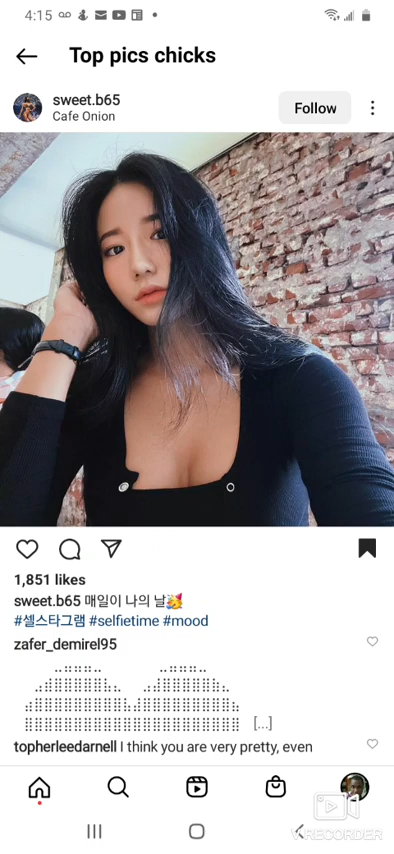 4:15
Top pics chicks
sweet.b65
Cafe Onion
Follow
1,851 likes
sweet.b65 매일이 나의 날🥳
#셀스타그램 #selfietime #mood
zafer_demirel95
[...]
topherleedarnell I think you are very pretty, even
VRECORDER